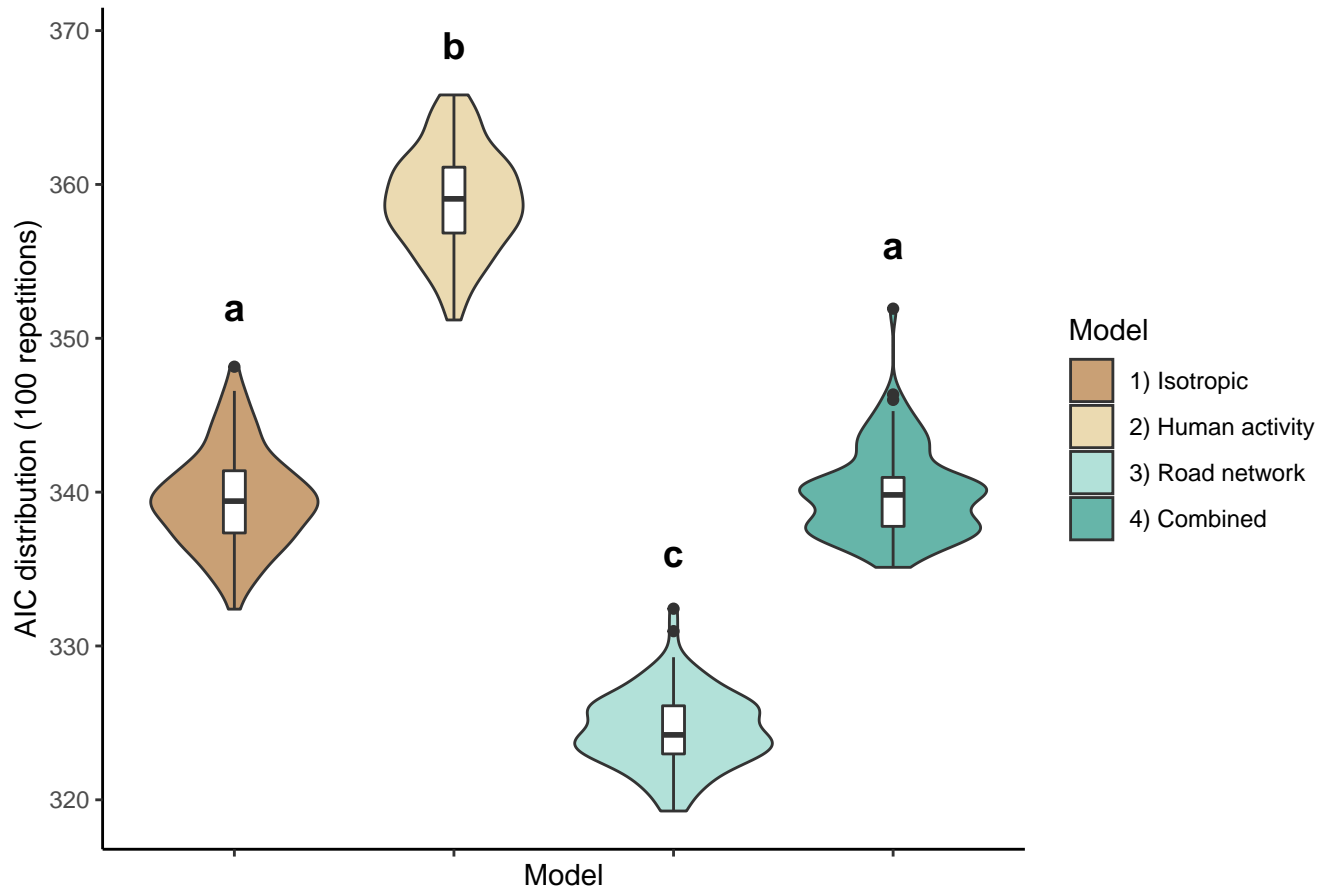 370
360
350
340
330
320
AIC distribution (100 repetitions)
a
b
c
a
Model
Model
1) Isotropic
2) Human activity
3) Road network
4) Combined